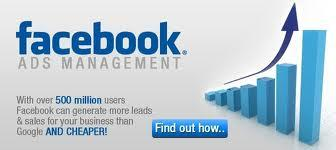 facebook®
ADS MANAGEMENT
With over 500 million users
Facebook can generate more leads
& sales for your business than
Google AND CHEAPER!
Find out how..